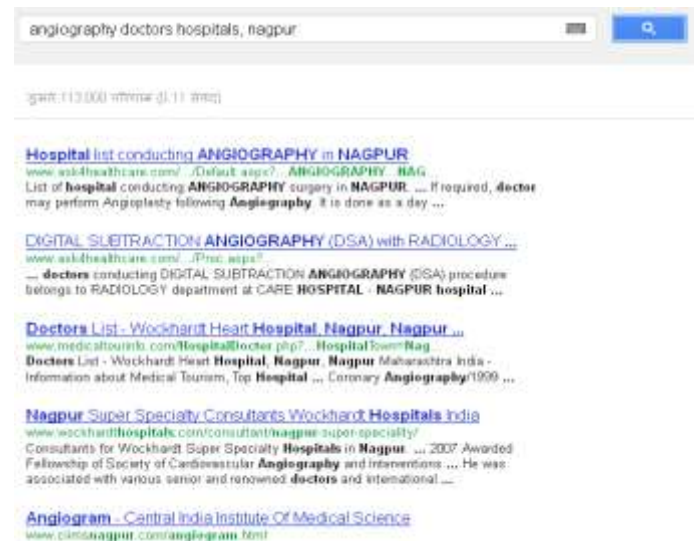 angiography doctors hospitals, nagpur
113,000 (0.11
Hospital list conducting ANGIOGRAPHY in NAGPUR
www.ask4healthcare.com/.../Default.aspx?...ANGIOGRAPHY...NAG...
List of hospital conducting ANGIOGRAPHY surgery in NAGPUR. ... If required, doctor
may perform Angioplasty following Angiography. It is done as a day ...
DIGITAL SUBTRACTION ANGIOGRAPHY (DSA) with RADIOLOGY ...
www.ask4healthcare.com/.../Proc.aspx?...
... doctors conducting DIGITAL SUBTRACTION ANGIOGRAPHY (DSA) procedure
belongs to RADIOLOGY department at CARE HOSPITAL - NAGPUR hospital ...
Doctors List - Wockhardt Heart Hospital, Nagpur, Nagpur ...
www.medicaltourinfo.com/HospitalDoctor.php?...HospitalTown=Nag...
Doctors List - Wockhardt Heart Hospital, Nagpur, Nagpur Maharashtra India -
Information about Medical Tourism, Top Hospital ... Coronary Angiography/1999 ...
Nagpur Super Specialty Consultants Wockhardt Hospitals India
www.wockhardthospitals.com/consultant/nagpur-super-speciality/
Consultants for Wockhardt Super Specialty Hospitals in Nagpur. ... 2007 Awarded
Fellowship of Society of Cardiovascular Angiography and Interventions ... He was
associated with various senior and renowned doctors and international ...
Angiogram - Central India Institute Of Medical Science
www.ciimsnagpur.com/angiogram.html